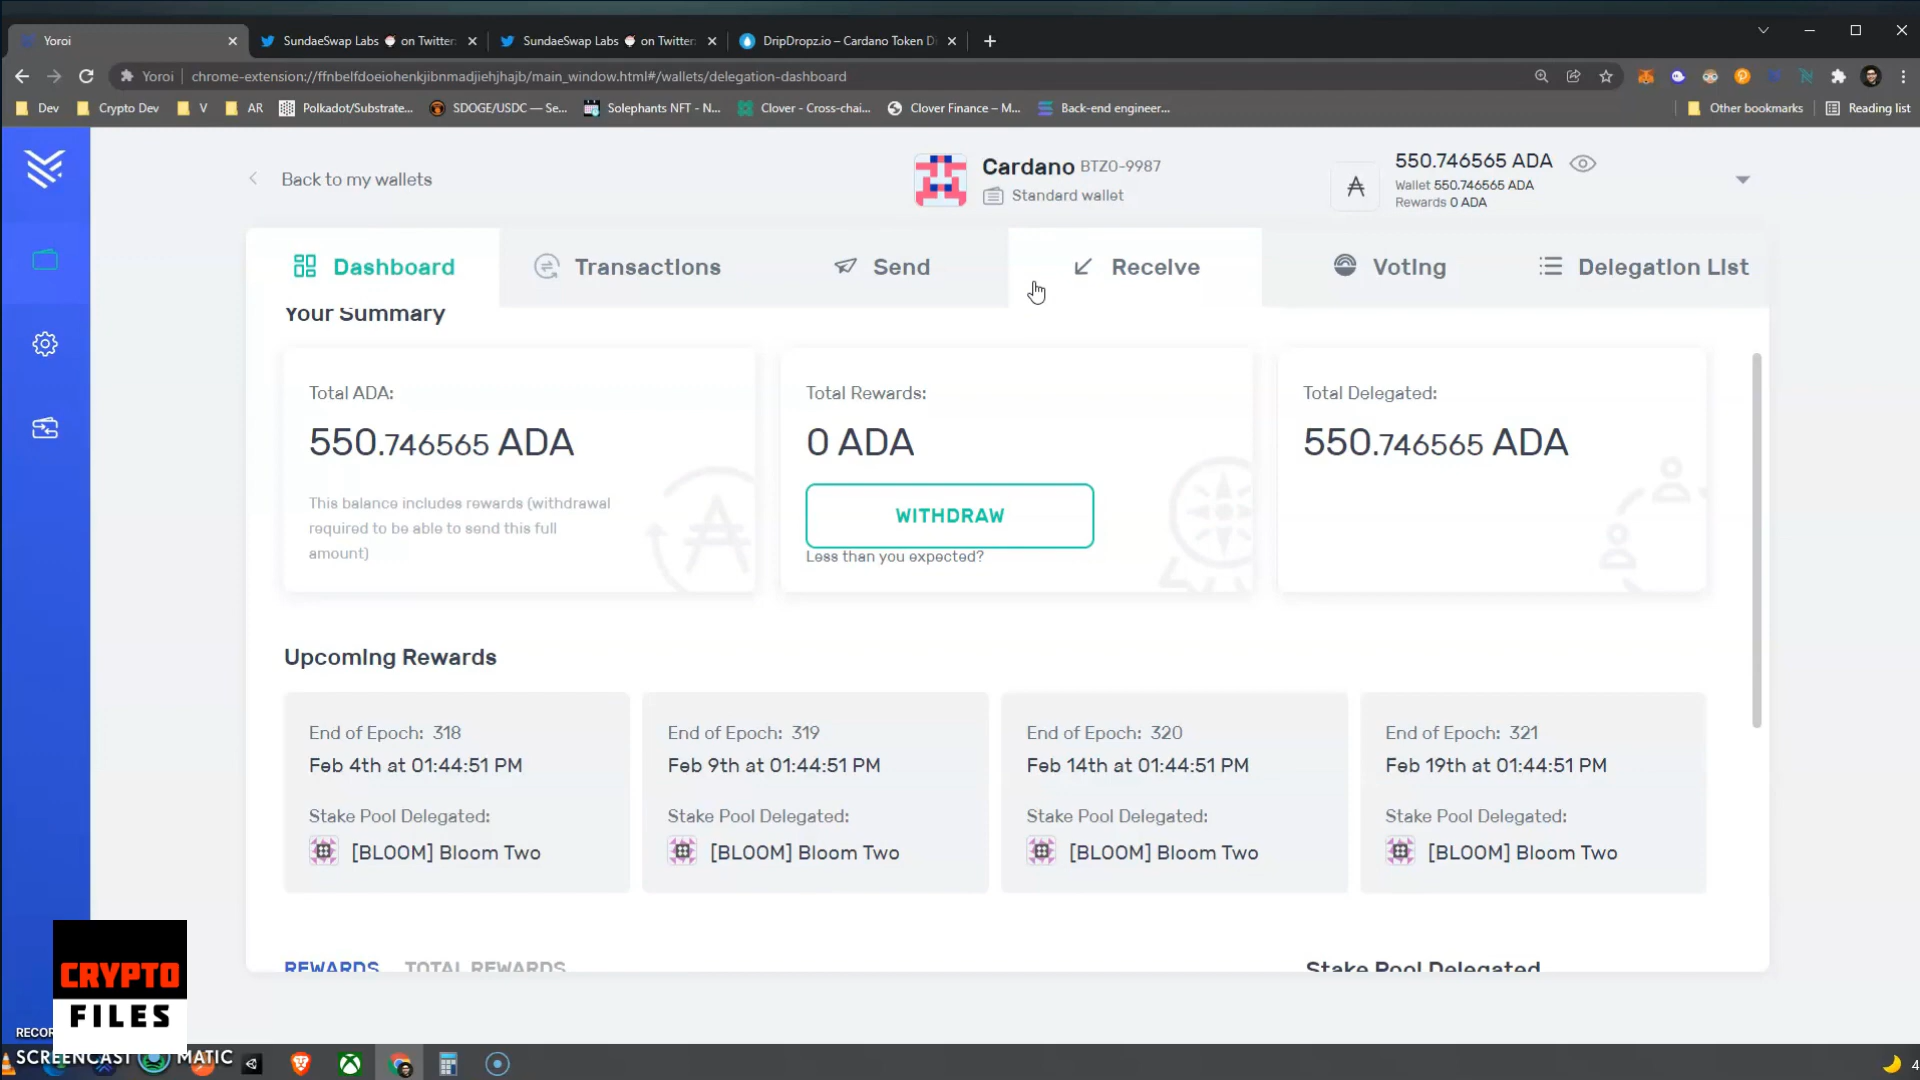 Yoroi
SundaeSwap Labs on Twitter:
SundaeSwap Labs on Twitter:
DripDropz.io – Cardano Token D
Yoroi chrome-extension://ffnbelfdoeiohenkjibnmadjiehjhajb/main_window.html#/wallets/delegation-dashboard
Dev
Crypto Dev
V
AR
Polkadot/Substrate...
SDOGE/USDC — Se...
Solephants NFT - N...
Clover - Cross-chai...
Clover Finance – M...
Back-end engineer...
Other bookmarks
Reading list
Back to my wallets
Cardano BTZO-9987
Standard wallet
550.746565 ADA
Wallet 550.746565 ADA
Rewards 0 ADA
Dashboard
Transactions
Send
Receive
Voting
Delegation List
Your Summary
Total ADA:
550.746565 ADA
This balance includes rewards (withdrawal
required to be able to send this full
amount)
Total Rewards:
0 ADA
WITHDRAW
Less than you expected?
Total Delegated:
550.746565 ADA
Upcoming Rewards
End of Epoch: 318
Feb 4th at 01:44:51 PM
Stake Pool Delegated:
[BLOOM] Bloom Two
End of Epoch: 319
Feb 9th at 01:44:51 PM
Stake Pool Delegated:
[BLOOM] Bloom Two
End of Epoch: 320
Feb 14th at 01:44:51 PM
Stake Pool Delegated:
[BLOOM] Bloom Two
End of Epoch: 321
Feb 19th at 01:44:51 PM
Stake Pool Delegated:
[BLOOM] Bloom Two
REWARDS
TOTAL REWARDS
Stake Pool Delegated
CRYPTO
FILES
RECOR
SCREENCAST MATIC
4